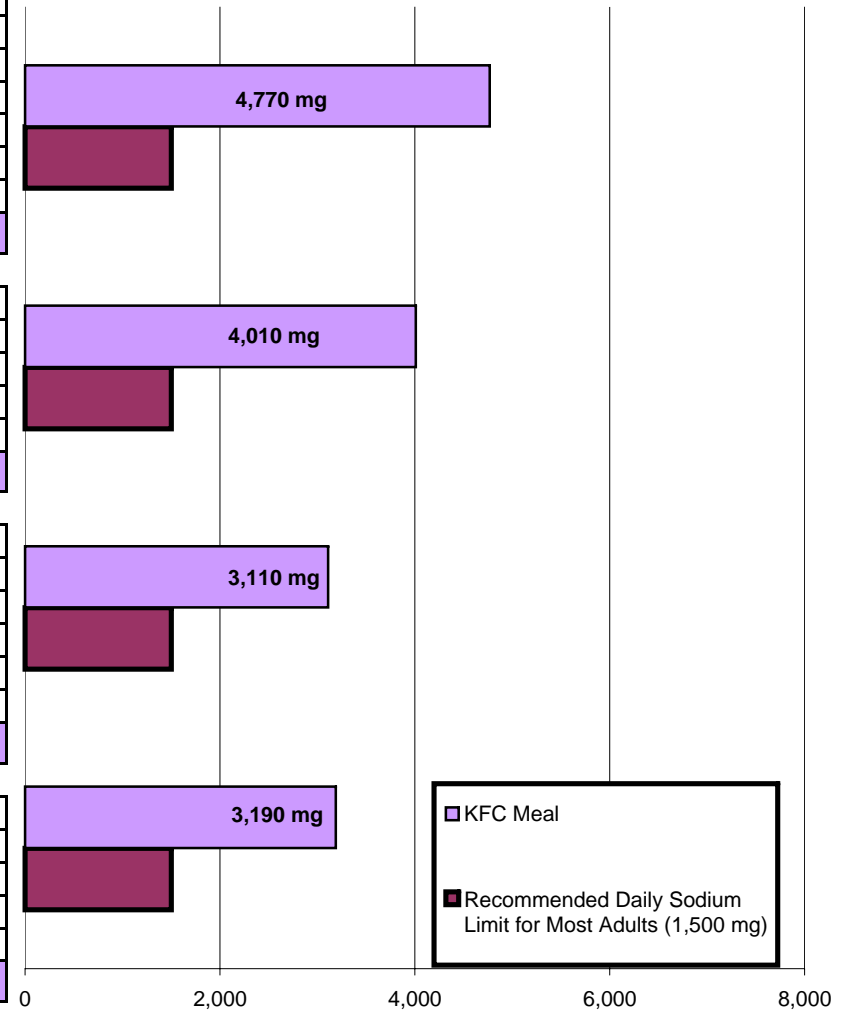 4,770 mg
4,010 mg
3,110 mg
3,190 mg
KFC Meal
Recommended Daily Sodium
Limit for Most Adults (1,500 mg)
0 2,000 4,000 6,000 8,000